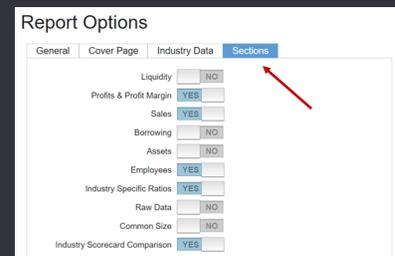 Report Options
General Cover Page Industry Data Sections
Liquidity NO
Profits & Profit Margin YES
Sales YES
Borrowing NO
Assets NO
Employees YES
Industry Specific Ratios YES
Raw Data NO
Common Size NO
Industry Scorecard Comparison YES